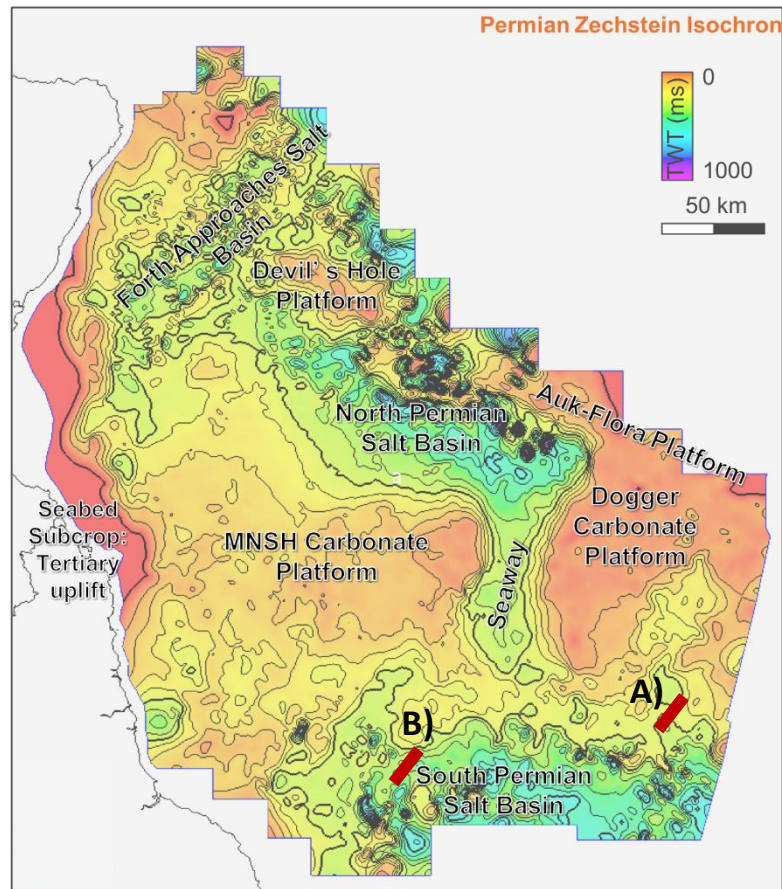 Permian Zechstein Isochron
0
TWT (ms)
1000
50 km
Forth Approaches Salt
Basin
Devil's Hole
Platform
North Permian
Salt Basin
Auk-Flora Platform
a
Dogger
Carbonate
Platform
Seabed
Subcrop:
Tertiary
uplift
MNSH Carbonate
Platform
Seaway
A)
B)
South Permian
Salt Basin